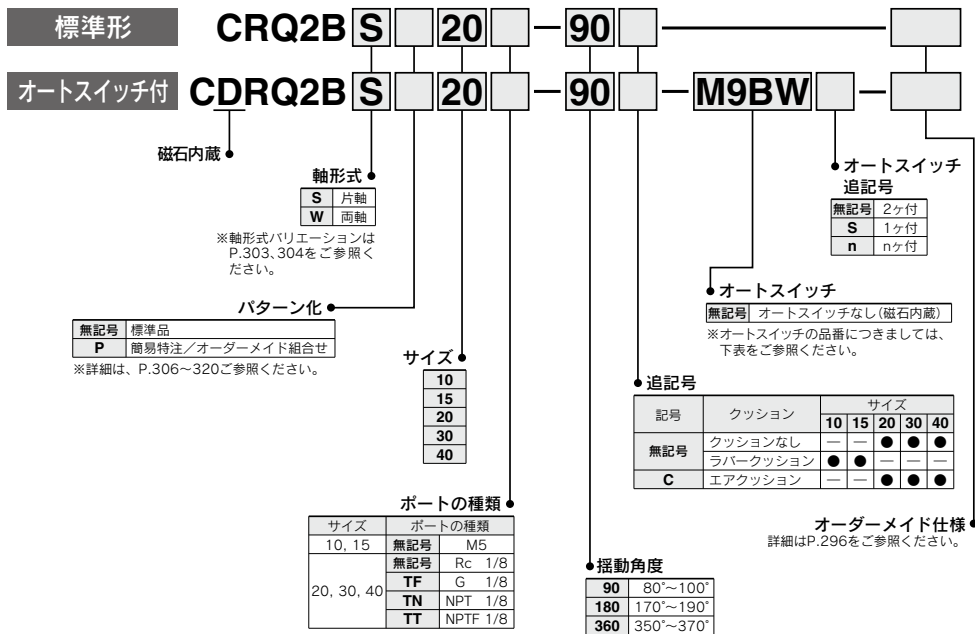 標準形 CRQ2B S 20 － 90
オートスイッチ付 CDRQ2B S 20 － 90 － M9BW －
磁石内蔵
軸形式
S 片軸
W 両軸
※軸形式バリエーションは
P.303、304をご参照く
ださい。
パターン化
無記号 標準品
P 簡易特注／オーダーメイド組合せ
※詳細は、P.306～320ご参照ください。
サイズ
10
15
20
30
40
ポートの種類
サイズ ポートの種類
10, 15 無記号 M5
20, 30, 40 無記号 Rc 1/8
TF G 1/8
TN NPT 1/8
TT NPTF 1/8
揺動角度
90 80°～100°
180 170°～190°
360 350°～370°
追記号
記号 クッション サイズ
10 15 20 30 40
無記号 クッションなし － － ● ● ●
ラバークッション ● ● － － －
C エアクッション － － ● ● ●
オートスイッチ
無記号 オートスイッチなし(磁石内蔵)
※オートスイッチの品番につきましては、
下表をご参照ください。
オートスイッチ
追記号
無記号 2ヶ付
S 1ヶ付
n nヶ付
オーダーメイド仕様
詳細はP.296をご参照ください。